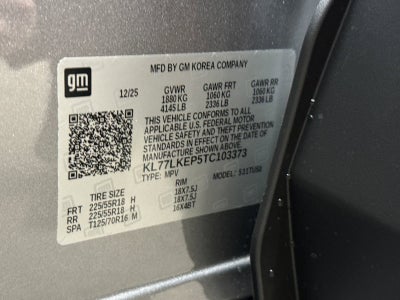 gm
MFD BY GM KOREA COMPANY
12/25 GVWR GAWR FRT GAWR RR
1880 KG 1060 KG 1060 KG
4145 LB 2336 LB 2336 LB
THIS VEHICLE CONFORMS TO ALL
APPLICABLE U.S. FEDERAL MOTOR
VEHICLE SAFETY AND THEFT PREVENTION
STANDARDS IN EFFECT ON THE DATE OF
MANUFACTURE SHOWN ABOVE.
KL77LKEP5TC103373
TYPE: MPV MODEL: 51TUSI
TIRE SIZE RIM
FRT 225/55R18 H 18X7.5J
RR 225/55R18 H 18X7.5J
SPA T125/70R16 M 16X4BT